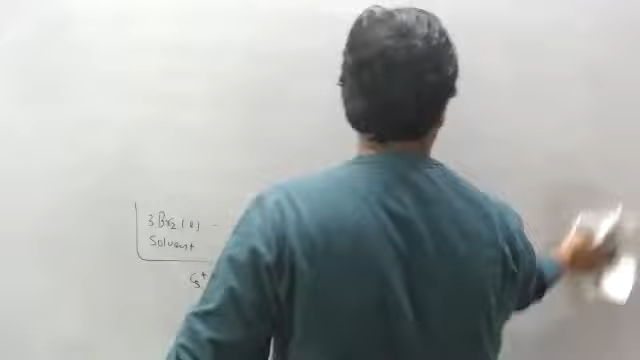 3. Br₂(l) -
Solvent